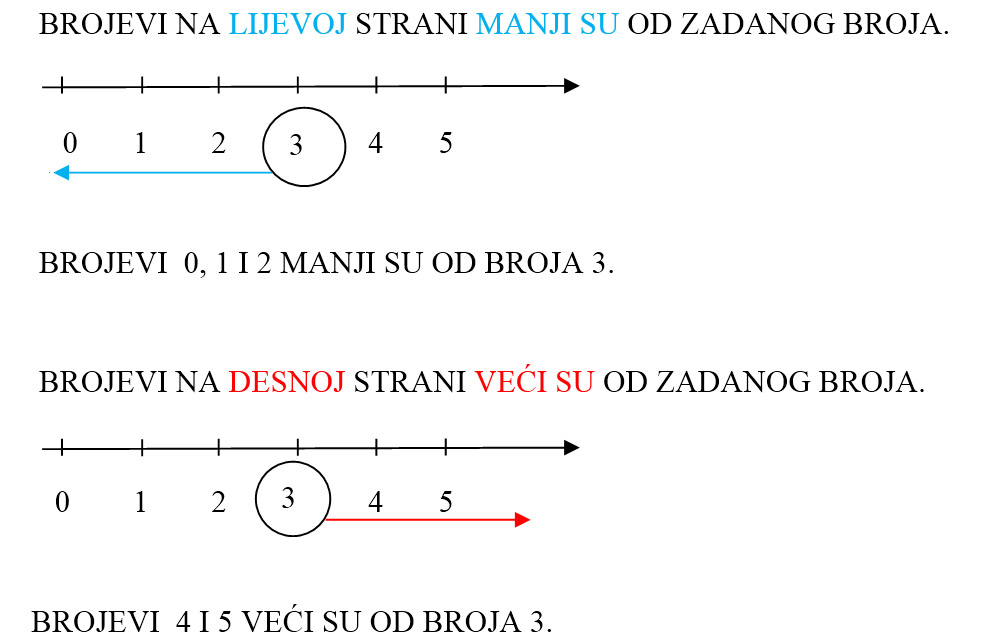 BROJEVI NA LIJEVOJ STRANI MANJI SU OD ZADANOG BROJA.
0 1 2 3 4 5
BROJEVI 0, 1 I 2 MANJI SU OD BROJA 3.
BROJEVI NA DESNOJ STRANI VEĆI SU OD ZADANOG BROJA.
0 1 2 3 4 5
BROJEVI 4 I 5 VEĆI SU OD BROJA 3.